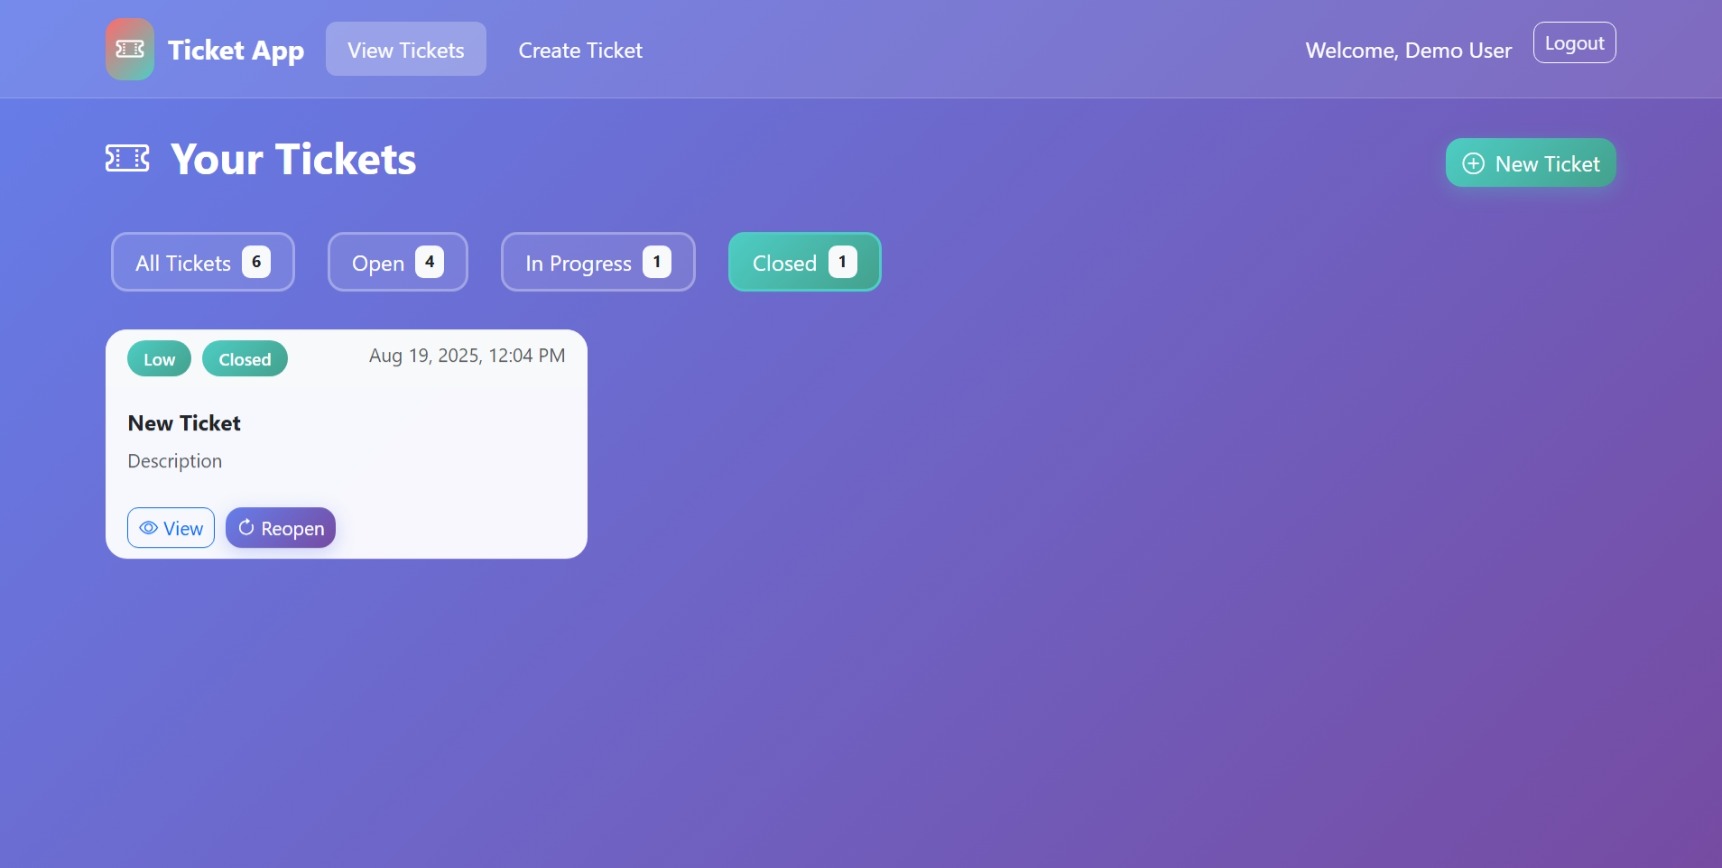 Ticket App View Tickets Create Ticket Welcome, Demo User Logout
Your Tickets New Ticket
All Tickets 6 Open 4 In Progress 1 Closed 1
Low Closed Aug 19, 2025, 12:04 PM
New Ticket
Description
View Reopen